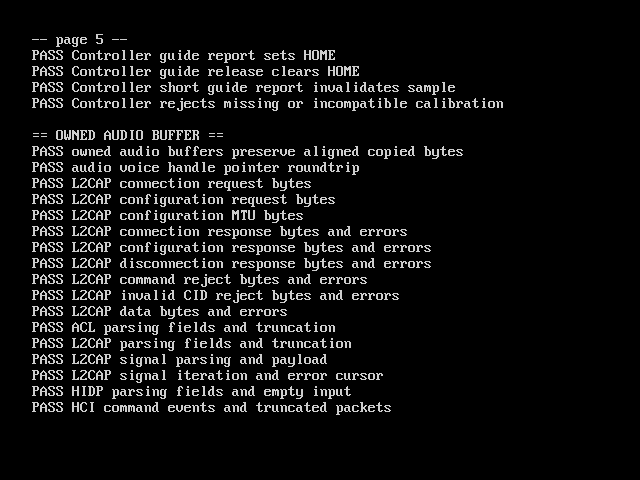 -- page 5 --
PASS Controller guide report sets HOME
PASS Controller guide release clears HOME
PASS Controller short guide report invalidates sample
PASS Controller rejects missing or incompatible calibration
== OWNED AUDIO BUFFER ==
PASS owned audio buffers preserve aligned copied bytes
PASS audio voice handle pointer roundtrip
PASS L2CAP connection request bytes
PASS L2CAP configuration request bytes
PASS L2CAP configuration MTU bytes
PASS L2CAP connection response bytes and errors
PASS L2CAP configuration response bytes and errors
PASS L2CAP disconnection response bytes and errors
PASS L2CAP command reject bytes and errors
PASS L2CAP invalid CID reject bytes and errors
PASS L2CAP data bytes and errors
PASS ACL parsing fields and truncation
PASS L2CAP parsing fields and truncation
PASS L2CAP signal parsing and payload
PASS L2CAP signal iteration and error cursor
PASS HIDP parsing fields and empty input
PASS HCI command events and truncated packets